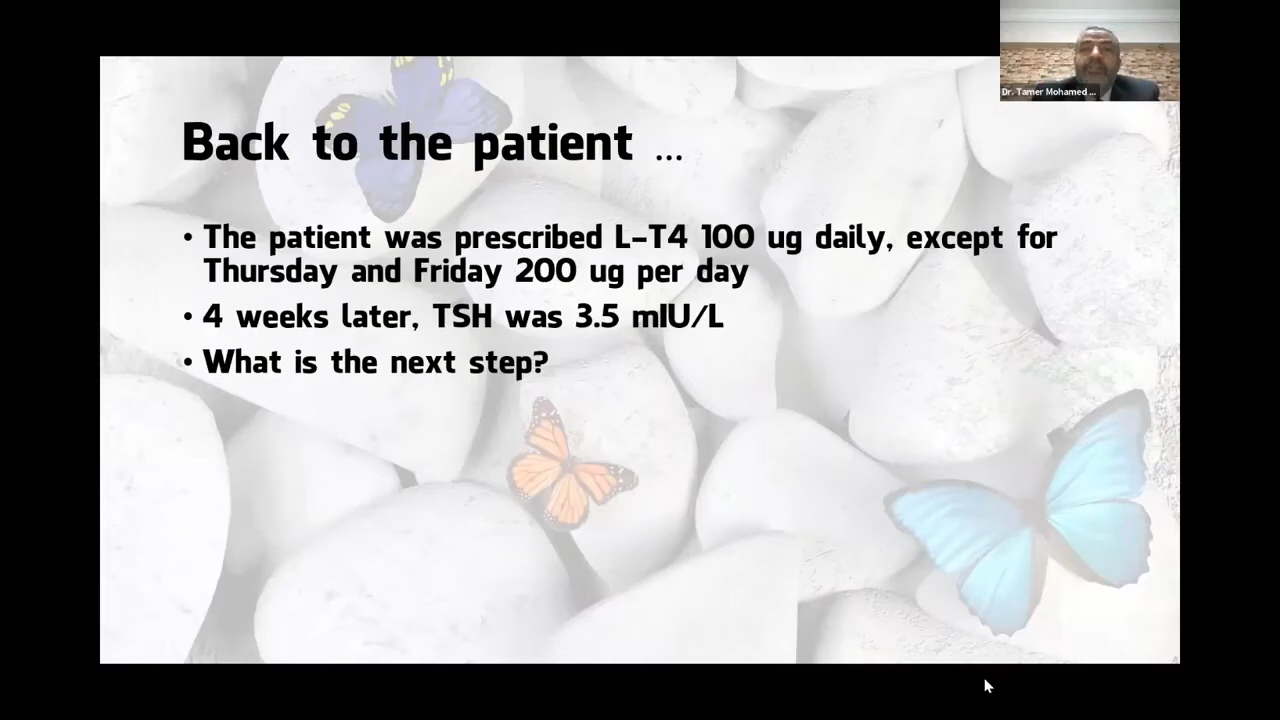 Dr. Tamer Mohamed ...
Back to the patient ...
• The patient was prescribed L-T4 100 ug daily, except for
Thursday and Friday 200 ug per day
• 4 weeks later, TSH was 3.5 mIU/L
• What is the next step?